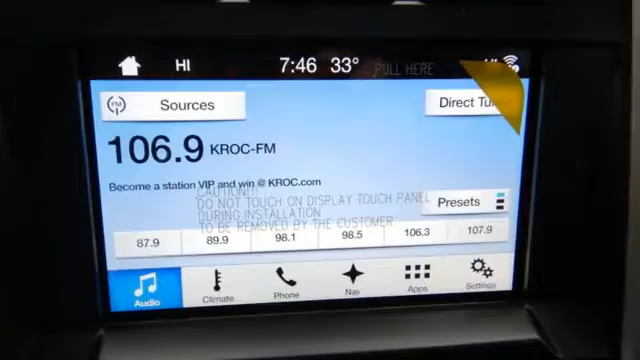 HI 7:46 33° PULL HERE HI
FM Sources
Direct Tu
106.9 KROC-FM
Become a station VIP and win @ KROC.com
CAUTION!!
DO NOT TOUCH ON DISPLAY TOUCH PANEL
DURING INSTALLATION
TO BE REMOVED BY THE CUSTOMER
Presets
87.9 89.9 98.1 98.5 106.3 107.9
Audio Climate Phone Nav Apps Settings